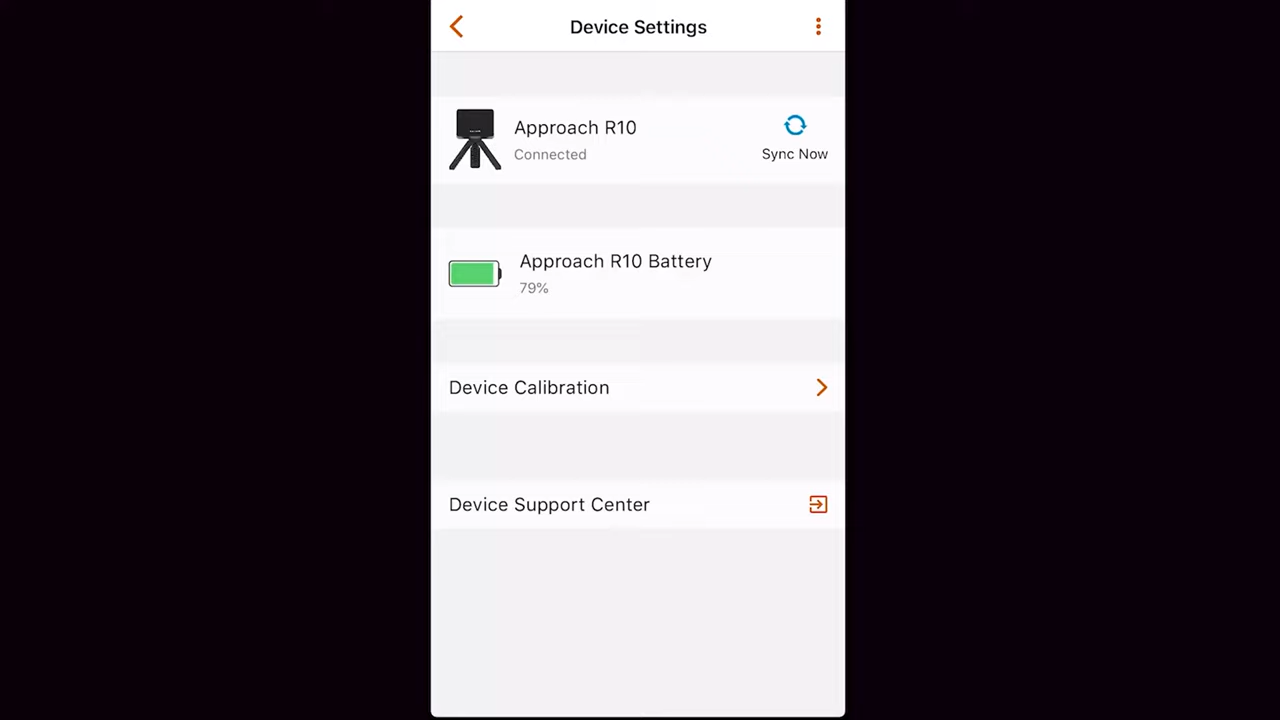 Device Settings
Approach R10
Connected
Sync Now
Approach R10 Battery
79%
Device Calibration
Device Support Center